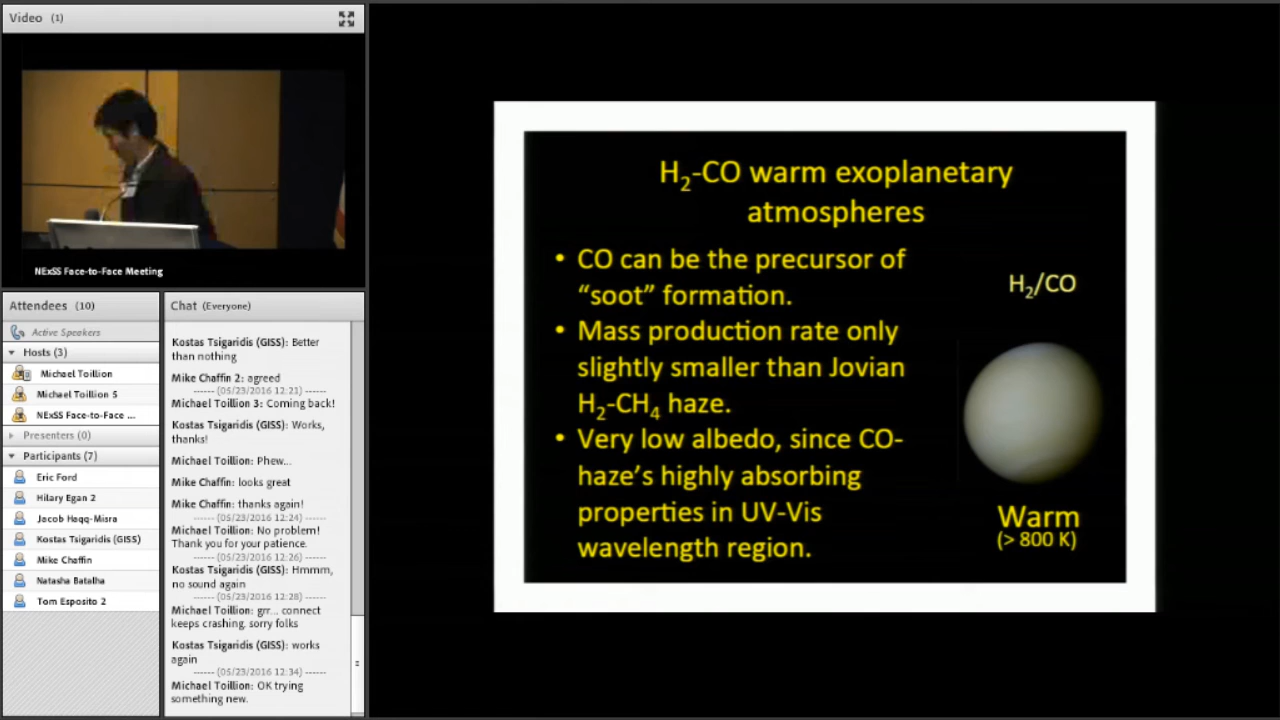 Video (1)
NExSS Face-to-Face Meeting
Attendees (10)
Active Speakers
Hosts (3)
Michael Toillion
Michael Toillion 5
NExSS Face-to-Face ...
Presenters (0)
Participants (7)
Eric Ford
Hilary Egan 2
Jacob Haqq-Misra
Kostas Tsigaridis (GISS)
Mike Chaffin
Natasha Batalha
Tom Esposito 2
Chat (Everyone)
Kostas Tsigaridis (GISS): Better
than nothing
Mike Chaffin 2: agreed
------ (05/23/2016 12:21) ------
Michael Toillion 3: Coming back!
Kostas Tsigaridis (GISS): Works,
thanks!
Michael Toillion: Phew...
Mike Chaffin: looks great
Mike Chaffin: thanks again!
------ (05/23/2016 12:24) ------
Michael Toillion: No problem!
Thank you for your patience.
------ (05/23/2016 12:26) ------
Kostas Tsigaridis (GISS): Hmmm,
no sound again
------ (05/23/2016 12:28) ------
Michael Toillion: grr... connect
keeps crashing, sorry folks
Kostas Tsigaridis (GISS): works
again
------ (05/23/2016 12:34) ------
Michael Toillion: OK trying
something new.
H₂-CO warm exoplanetary
atmospheres
• CO can be the precursor of
“soot” formation.
• Mass production rate only
slightly smaller than Jovian
H₂-CH₄ haze.
• Very low albedo, since CO-
haze’s highly absorbing
properties in UV-Vis
wavelength region.
H₂/CO
Warm
(> 800 K)